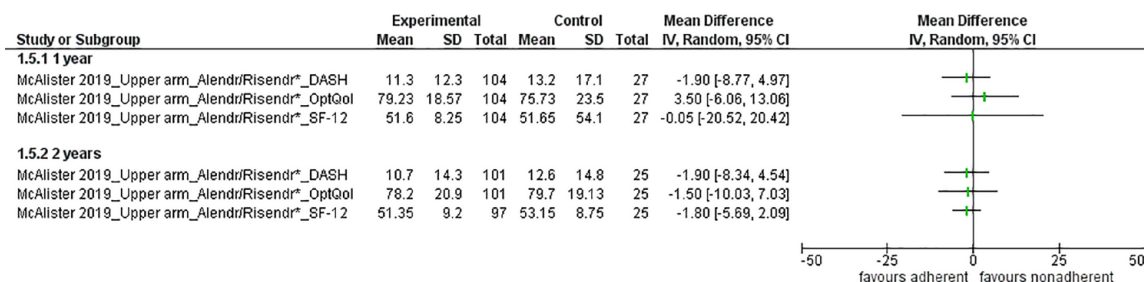 Experimental Control Mean Difference Mean Difference
Study or Subgroup Mean SD Total Mean SD Total IV, Random, 95% CI IV, Random, 95% CI
1.5.1 1 year
McAlister 2019_Upper arm_Alendr/Risendr*_DASH 11.3 12.3 104 13.2 17.1 27 -1.90 [-8.77, 4.97]
McAlister 2019_Upper arm_Alendr/Risendr*_OptQol 79.23 18.57 104 75.73 23.5 27 3.50 [-6.06, 13.06]
McAlister 2019_Upper arm_Alendr/Risendr*_SF-12 51.6 8.25 104 51.65 54.1 27 -0.05 [-20.52, 20.42]
1.5.2 2 years
McAlister 2019_Upper arm_Alendr/Risendr*_DASH 10.7 14.3 101 12.6 14.8 25 -1.90 [-8.34, 4.54]
McAlister 2019_Upper arm_Alendr/Risendr*_OptQol 78.2 20.9 101 79.7 19.13 25 -1.50 [-10.03, 7.03]
McAlister 2019_Upper arm_Alendr/Risendr*_SF-12 51.35 9.2 97 53.15 8.75 25 -1.80 [-5.69, 2.09]
-50 -25 0 25 50
favours adherent favours nonadherent